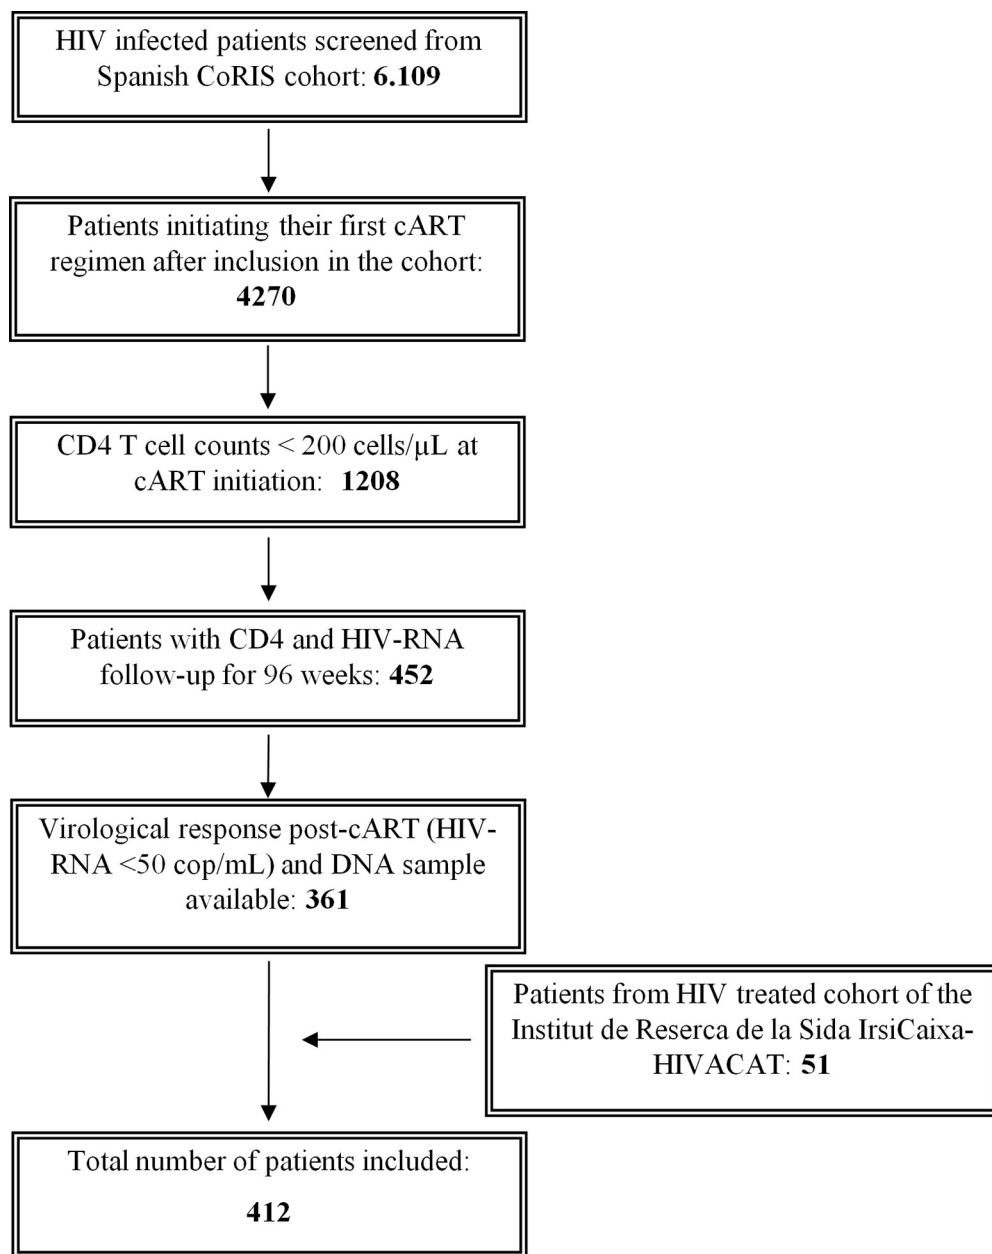 HIV infected patients screened from
Spanish CoRIS cohort: 6.109
Patients initiating their first cART
regimen after inclusion in the cohort:
4270
CD4 T cell counts < 200 cells/µL at
cART initiation: 1208
Patients with CD4 and HIV-RNA
follow-up for 96 weeks: 452
Virological response post-cART (HIV-
RNA <50 cop/mL) and DNA sample
available: 361
Patients from HIV treated cohort of the
Institut de Reserca de la Sida IrsiCaixa-
HIVACAT: 51
Total number of patients included:
412